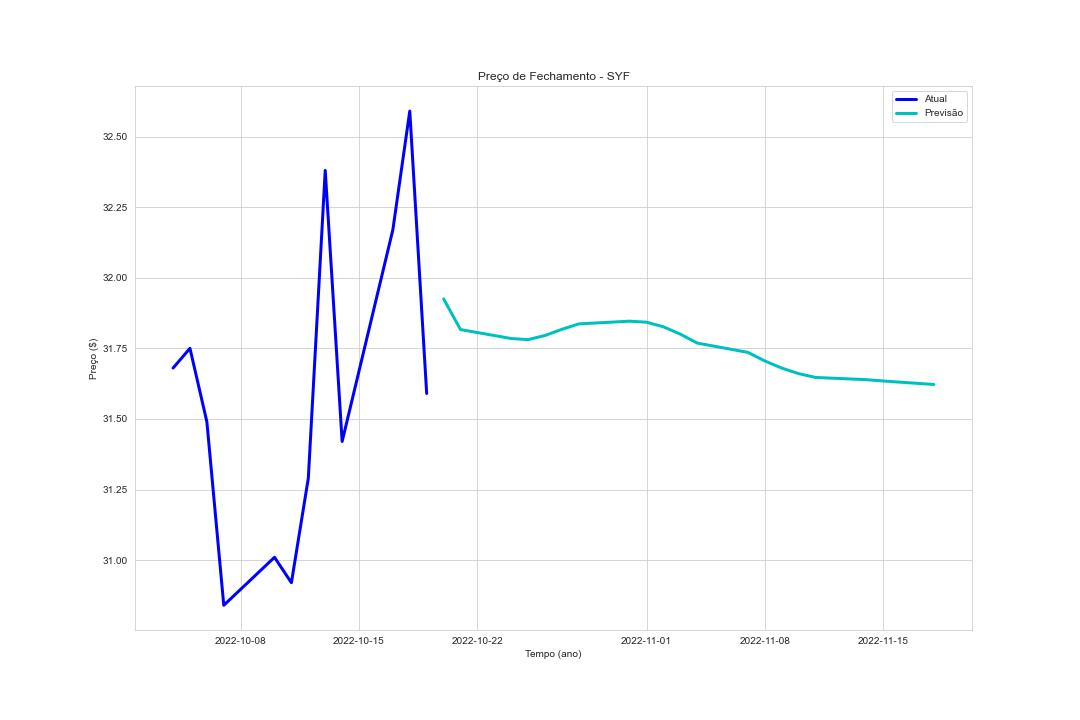 Preço de Fechamento - SYF
Atual
Previsão
32.50
32.25
32.00
31.75
31.50
31.25
31.00
Preço ($)
2022-10-08
2022-10-15
2022-10-22
2022-11-01
2022-11-08
2022-11-15
Tempo (ano)